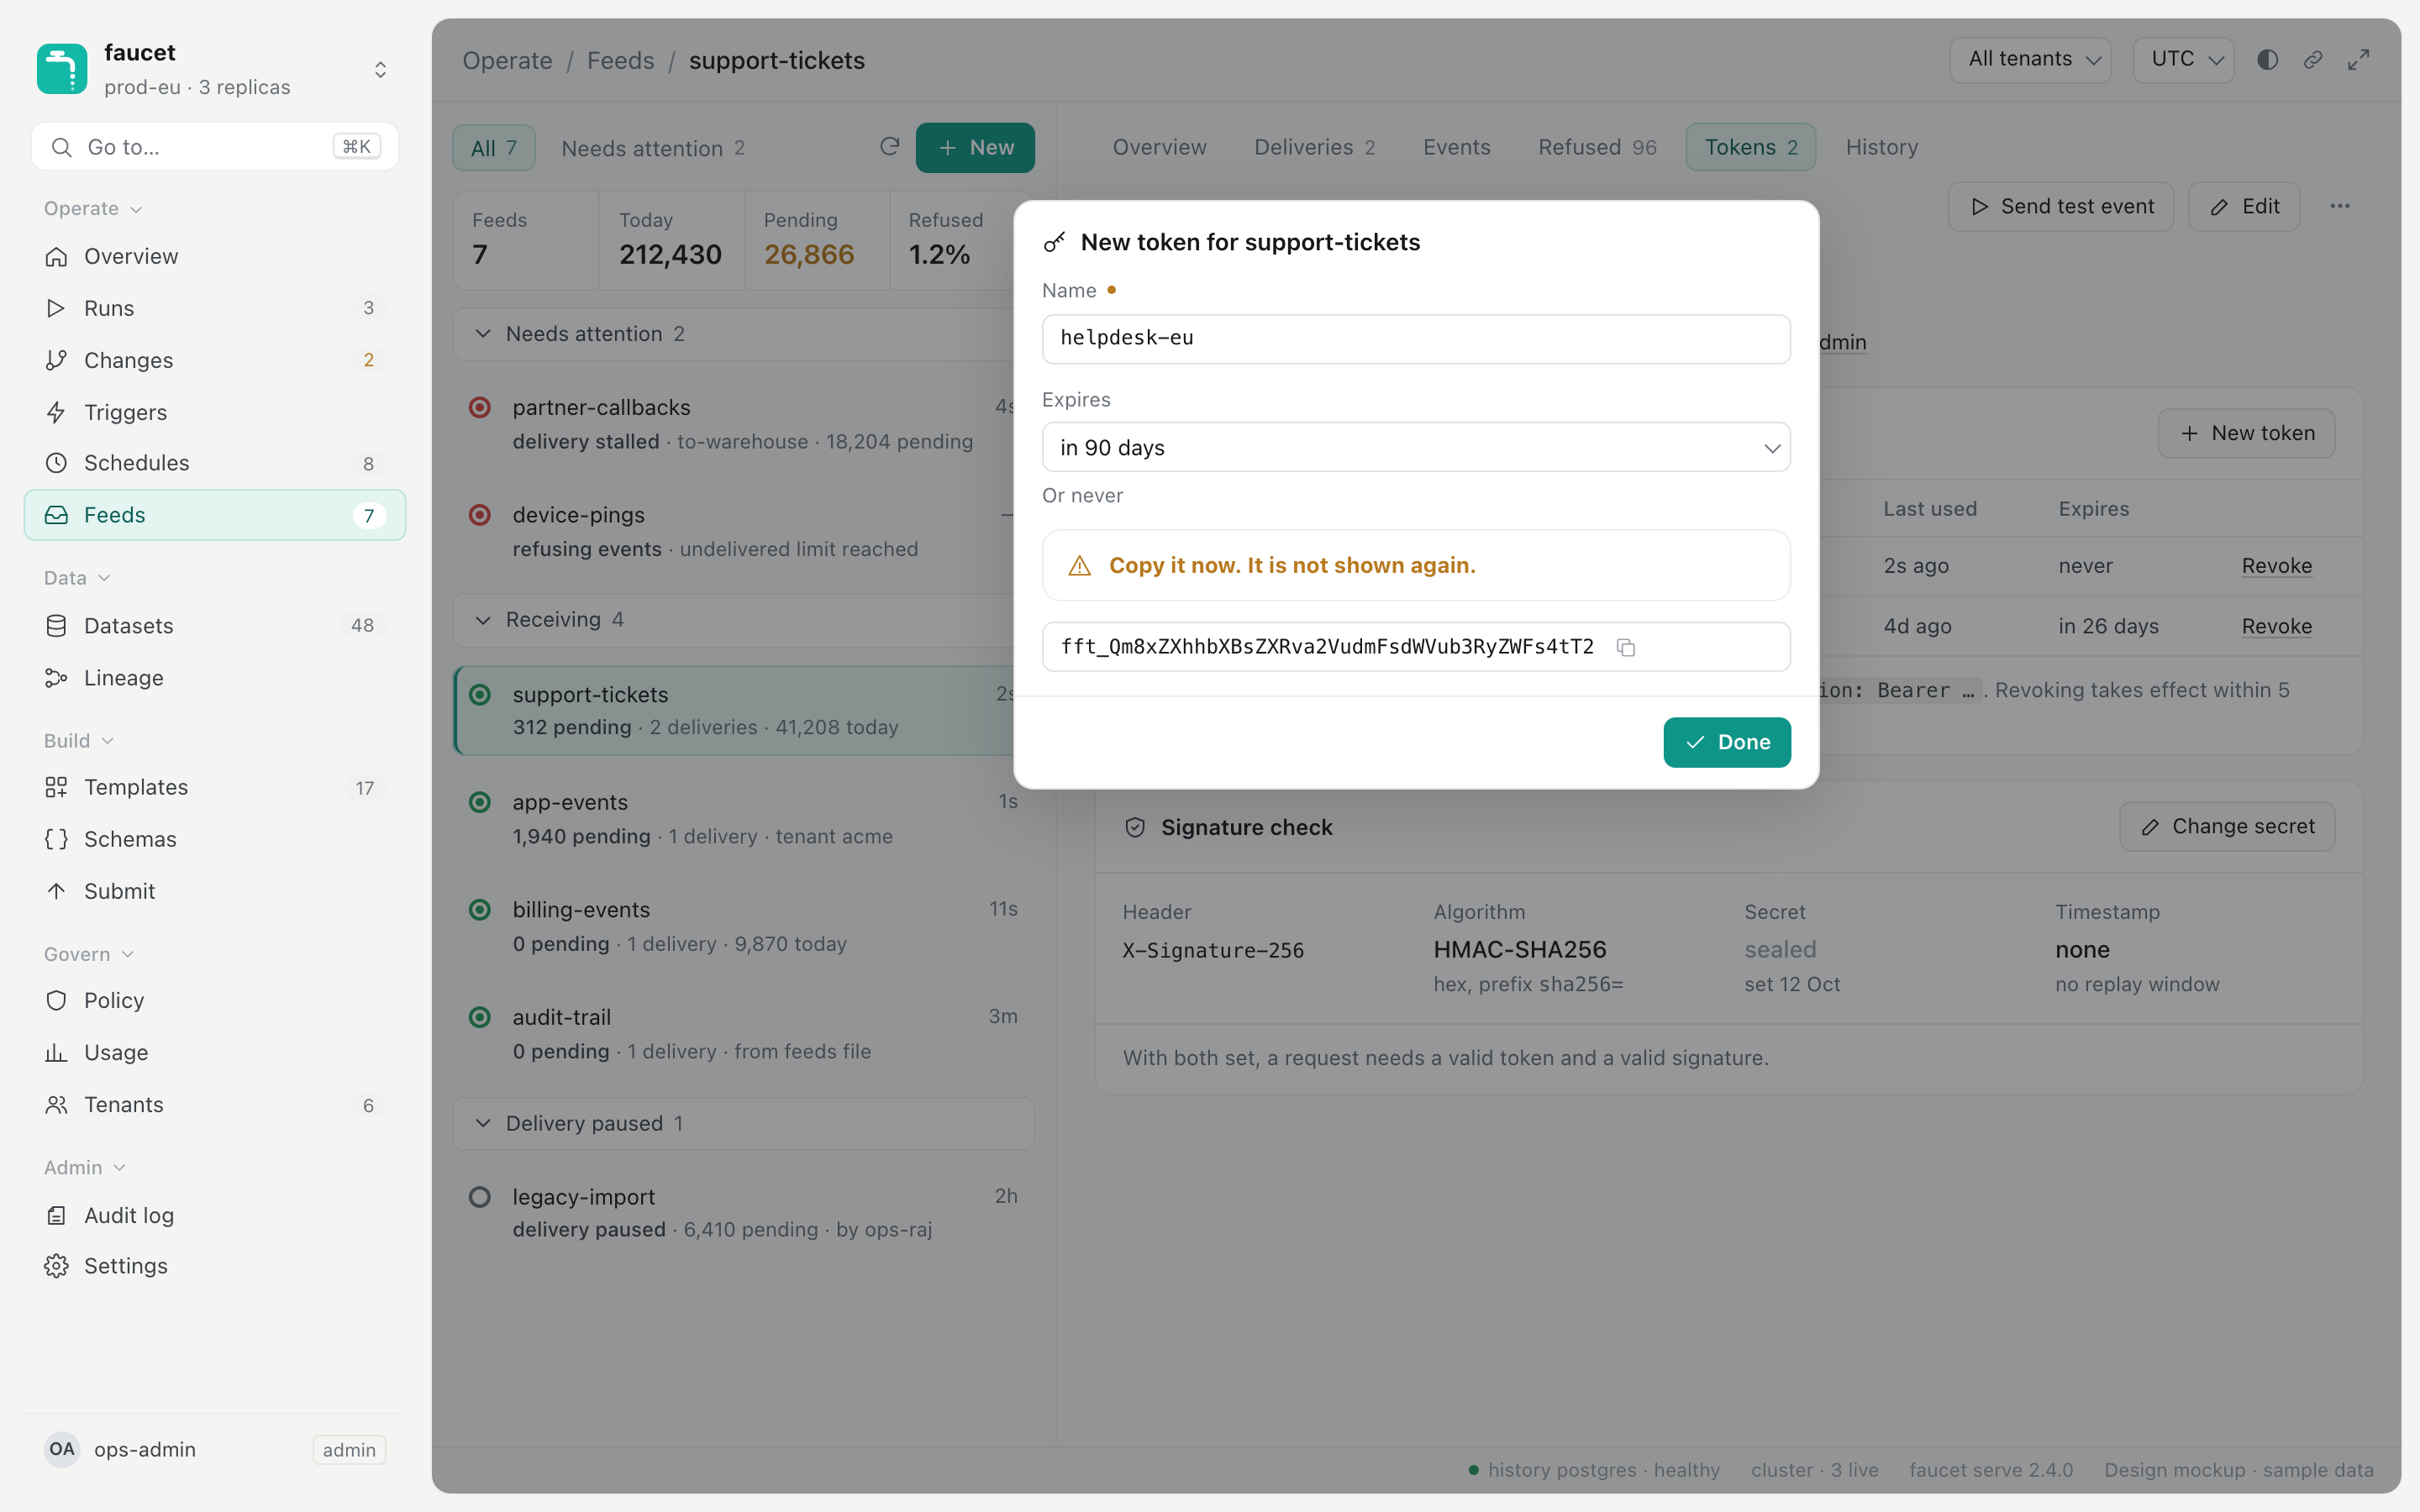 faucet
prod-eu · 3 replicas
Go to...
⌘K
Operate
Overview
Runs 3
Changes 2
Triggers
Schedules 8
Feeds 7
Data
Datasets 48
Lineage
Build
Templates 17
Schemas
Submit
Govern
Policy
Usage
Tenants 6
Admin
Audit log
Settings
OA ops-admin admin
Operate / Feeds / support-tickets
All tenants
UTC
All 7
Needs attention 2
New
Feeds
7
Today
212,430
Pending
26,866
Refused
1.2%
Needs attention 2
partner-callbacks 4s
delivery stalled · to-warehouse · 18,204 pending
device-pings —
refusing events · undelivered limit reached
Receiving 4
support-tickets 2s
312 pending · 2 deliveries · 41,208 today
app-events 1s
1,940 pending · 1 delivery · tenant acme
billing-events 11s
0 pending · 1 delivery · 9,870 today
audit-trail 3m
0 pending · 1 delivery · from feeds file
Delivery paused 1
legacy-import 2h
delivery paused · 6,410 pending · by ops-raj
Overview
Deliveries 2
Events
Refused 96
Tokens 2
History
Send test event
Edit
dmin
New token
Last used Expires
2s ago never Revoke
4d ago in 26 days Revoke
ion: Bearer … . Revoking takes effect within 5
New token for support-tickets
Name
helpdesk-eu
Expires
in 90 days
Or never
Copy it now. It is not shown again.
fft_Qm8xZXhhbXBsZXRva2VudmFsdWVub3RyZWFs4tT2
Done
Signature check
Change secret
Header
X-Signature-256
Algorithm
HMAC-SHA256
hex, prefix sha256=
Secret
sealed
set 12 Oct
Timestamp
none
no replay window
With both set, a request needs a valid token and a valid signature.
history postgres · healthy
cluster · 3 live
faucet serve 2.4.0
Design mockup · sample data